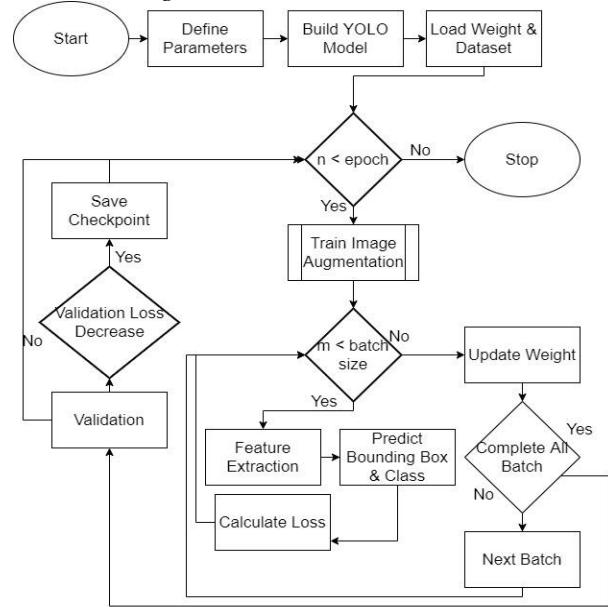 Start
Define
Parameters
Build YOLO
Model
Load Weight &
Dataset
n < epoch
No
Stop
Yes
Save
Checkpoint
Train Image
Augmentation
Yes
Validation Loss
Decrease
No
m < batch
size
No
Update Weight
Yes
Validation
Feature
Extraction
Predict
Bounding Box
& Class
Yes
Complete All
Batch
No
Calculate Loss
Next Batch